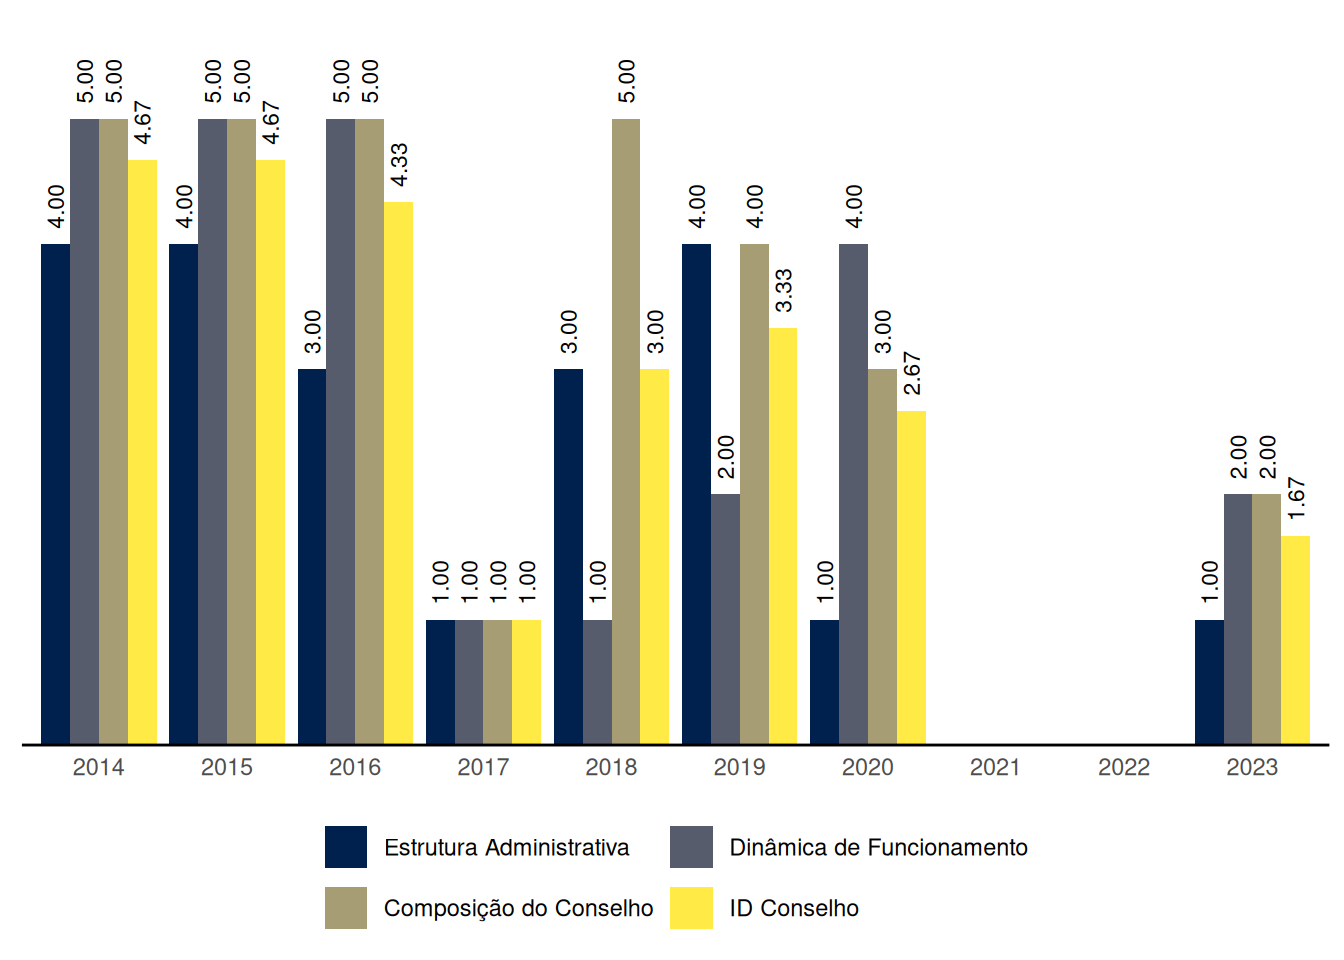 4.00 5.00 5.00 4.67 4.00 5.00 5.00 4.67 3.00 5.00 5.00 4.33 1.00 1.00 1.00 1.00 3.00 1.00 5.00 3.00 4.00 2.00 4.00 3.33 1.00 4.00 3.00 2.67 1.00 2.00 2.00 1.67
2014 2015 2016 2017 2018 2019 2020 2021 2022 2023
Estrutura Administrativa Dinâmica de Funcionamento
Composição do Conselho ID Conselho